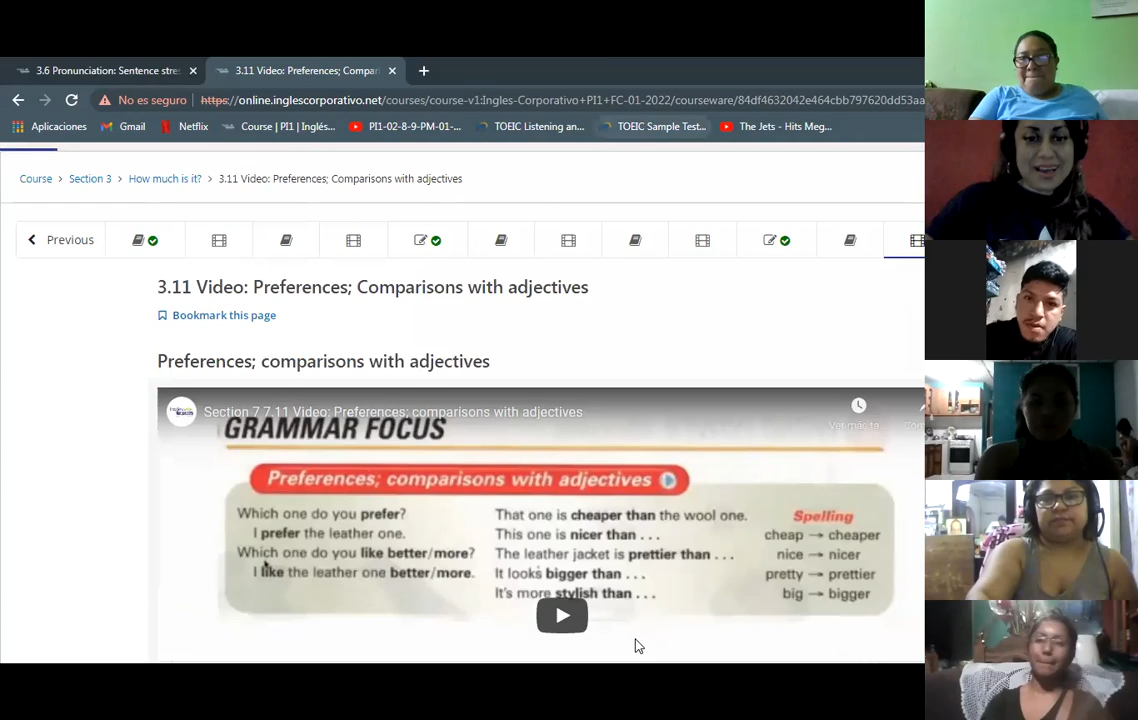 3.6 Pronunciation: Sentence stre
3.11 Video: Preferences; Compar
No es seguro
https://online.inglescorporativo.net/courses/course-v1:Ingles-Corporativo+PI1+FC-01-2022/courseware/84df4632042e464cbb797620dd53aa
Aplicaciones
Gmail
Netflix
Course | PI1 | Inglés...
PI1-02-8-9-PM-01-...
TOEIC Listening an...
TOEIC Sample Test...
The Jets - Hits Meg...
Course > Section 3 > How much is it? > 3.11 Video: Preferences; Comparisons with adjectives
Previous
3.11 Video: Preferences; Comparisons with adjectives
Bookmark this page
Preferences; comparisons with adjectives
Section 7 7.11 Video: Preferences; comparisons with adjectives
Ver más ta
GRAMMAR FOCUS
Preferences; comparisons with adjectives
Which one do you prefer?
I prefer the leather one.
Which one do you like better/more?
I like the leather one better/more.
That one is cheaper than the wool one.
This one is nicer than . . .
The leather jacket is prettier than . . .
It looks bigger than . . .
It's more stylish than . . .
Spelling
cheap → cheaper
nice → nicer
pretty → prettier
big → bigger